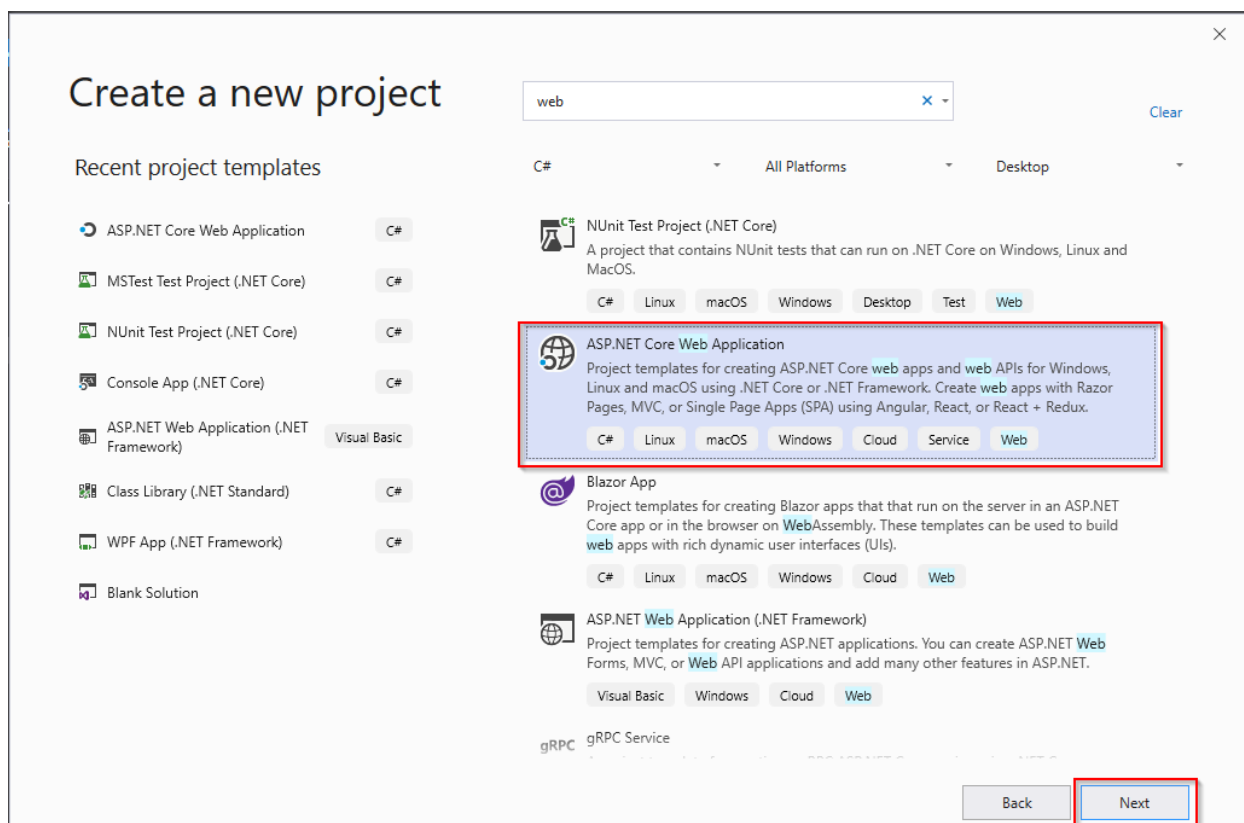 Create a new project
web
Clear
Recent project templates
C#
All Platforms
Desktop
ASP.NET Core Web Application
C#
MSTest Test Project (.NET Core)
C#
NUnit Test Project (.NET Core)
C#
Console App (.NET Core)
C#
ASP.NET Web Application (.NET
Framework)
Visual Basic
Class Library (.NET Standard)
C#
WPF App (.NET Framework)
C#
Blank Solution
C#
NUnit Test Project (.NET Core)
A project that contains NUnit tests that can run on .NET Core on Windows, Linux and
MacOS.
C# Linux macOS Windows Desktop Test Web
ASP.NET Core Web Application
Project templates for creating ASP.NET Core web apps and web APIs for Windows,
Linux and macOS using .NET Core or .NET Framework. Create web apps with Razor
Pages, MVC, or Single Page Apps (SPA) using Angular, React, or React + Redux.
C# Linux macOS Windows Cloud Service Web
Blazor App
Project templates for creating Blazor apps that that run on the server in an ASP.NET
Core app or in the browser on WebAssembly. These templates can be used to build
web apps with rich dynamic user interfaces (UIs).
C# Linux macOS Windows Cloud Web
ASP.NET Web Application (.NET Framework)
Project templates for creating ASP.NET applications. You can create ASP.NET Web
Forms, MVC, or Web API applications and add many other features in ASP.NET.
Visual Basic Windows Cloud Web
gRPC
gRPC Service
Back
Next